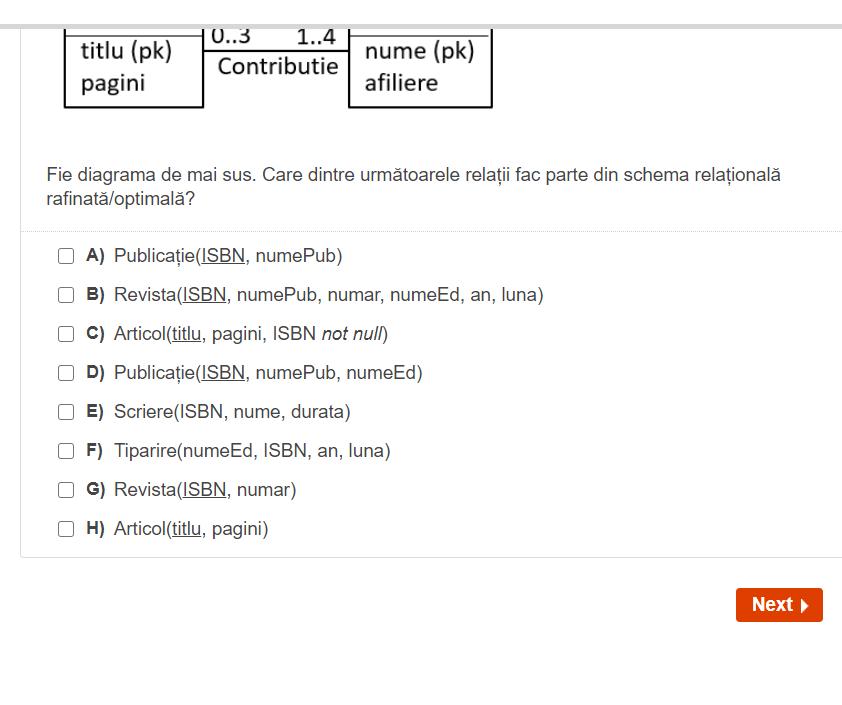 0..3 1..4
titlu (pk) nume (pk)
Contributie
pagini afiliere
Fie diagrama de mai sus. Care dintre următoarele relații fac parte din schema relațională
rafinată/optimală?
A) Publicație(ISBN, numePub)
B) Revista(ISBN, numePub, numar, numeEd, an, luna)
C) Articol(titlu, pagini, ISBN not null)
D) Publicație(ISBN, numePub, numeEd)
E) Scriere(ISBN, nume, durata)
F) Tiparire(numeEd, ISBN, an, luna)
G) Revista(ISBN, numar)
H) Articol(titlu, pagini)
Next